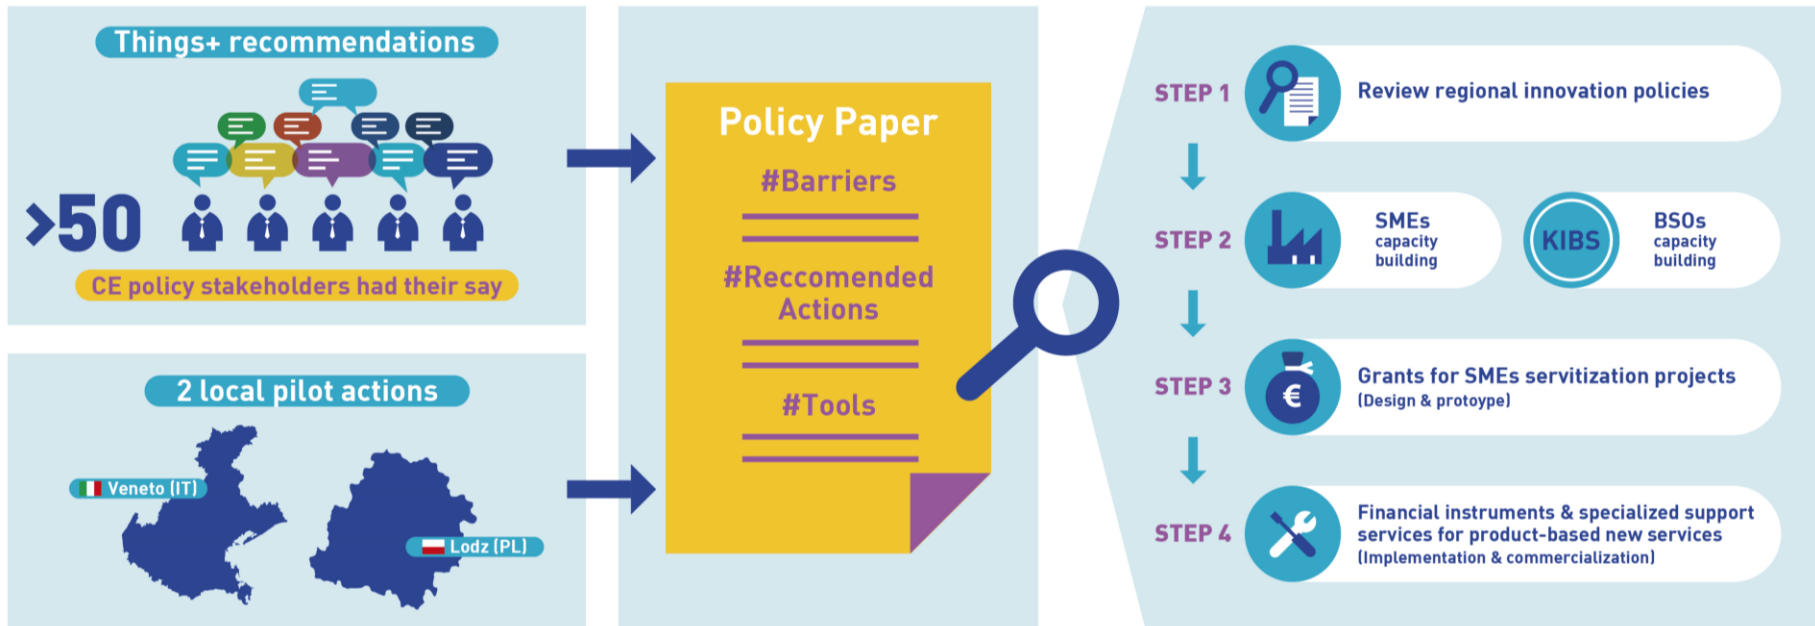 Things+ recommendations
>50
CE policy stakeholders had their say
2 local pilot actions
Veneto (IT)
Lodz (PL)
Policy Paper
#Barriers
#Reccomended
Actions
#Tools
STEP 1
Review regional innovation policies
STEP 2
SMEs
capacity
building
KIBS
BSOs
capacity
building
STEP 3
Grants for SMEs servitization projects
(Design & protoype)
€
STEP 4
Financial instruments & specialized support
services for product-based new services
(Implementation & commercialization)